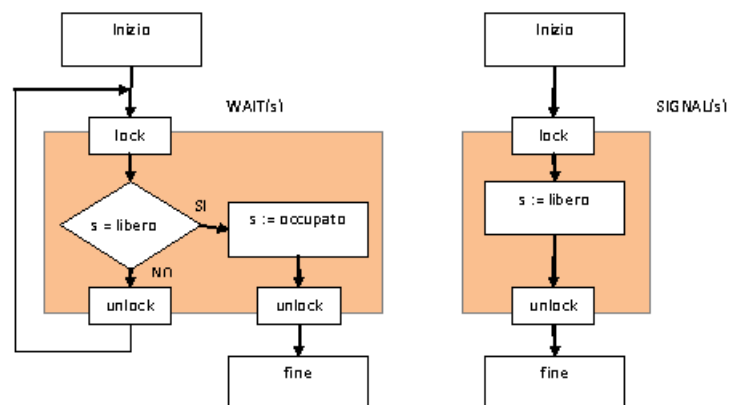 Inizio
WAIT(s)
lock
s = libero
SI
s := occupato
NO
unlock
unlock
fine
Inizio
SIGNAL(s)
lock
s := libero
unlock
fine